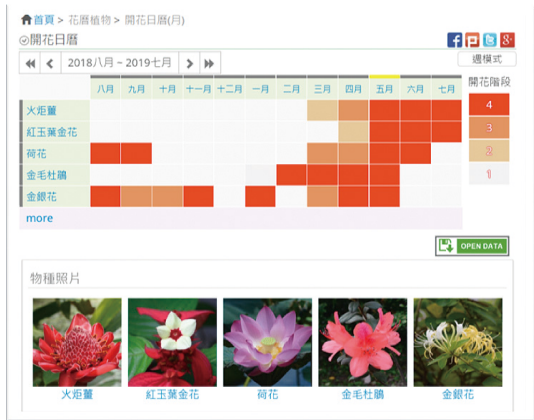 首頁 > 花曆植物 > 開花日曆(月)
開花日曆
2018八月 ~ 2019七月
週模式
八月 九月 十月 十一月 十二月 一月 二月 三月 四月 五月 六月 七月
開花階段
火炬薑
4
紅玉葉金花
3
荷花
2
金毛杜鵑
1
金銀花
more
OPEN DATA
物種照片
火炬薑 紅玉葉金花 荷花 金毛杜鵑 金銀花